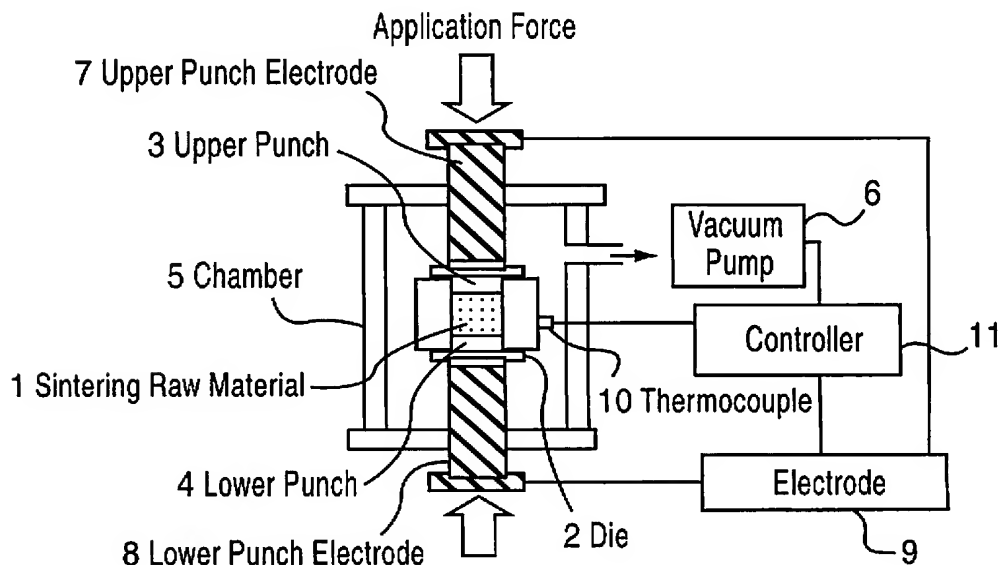 Application Force
7 Upper Punch Electrode
3 Upper Punch
6
Vacuum
Pump
5 Chamber
Controller
11
1 Sintering Raw Material
10 Thermocouple
4 Lower Punch
Electrode
2 Die
8 Lower Punch Electrode
9